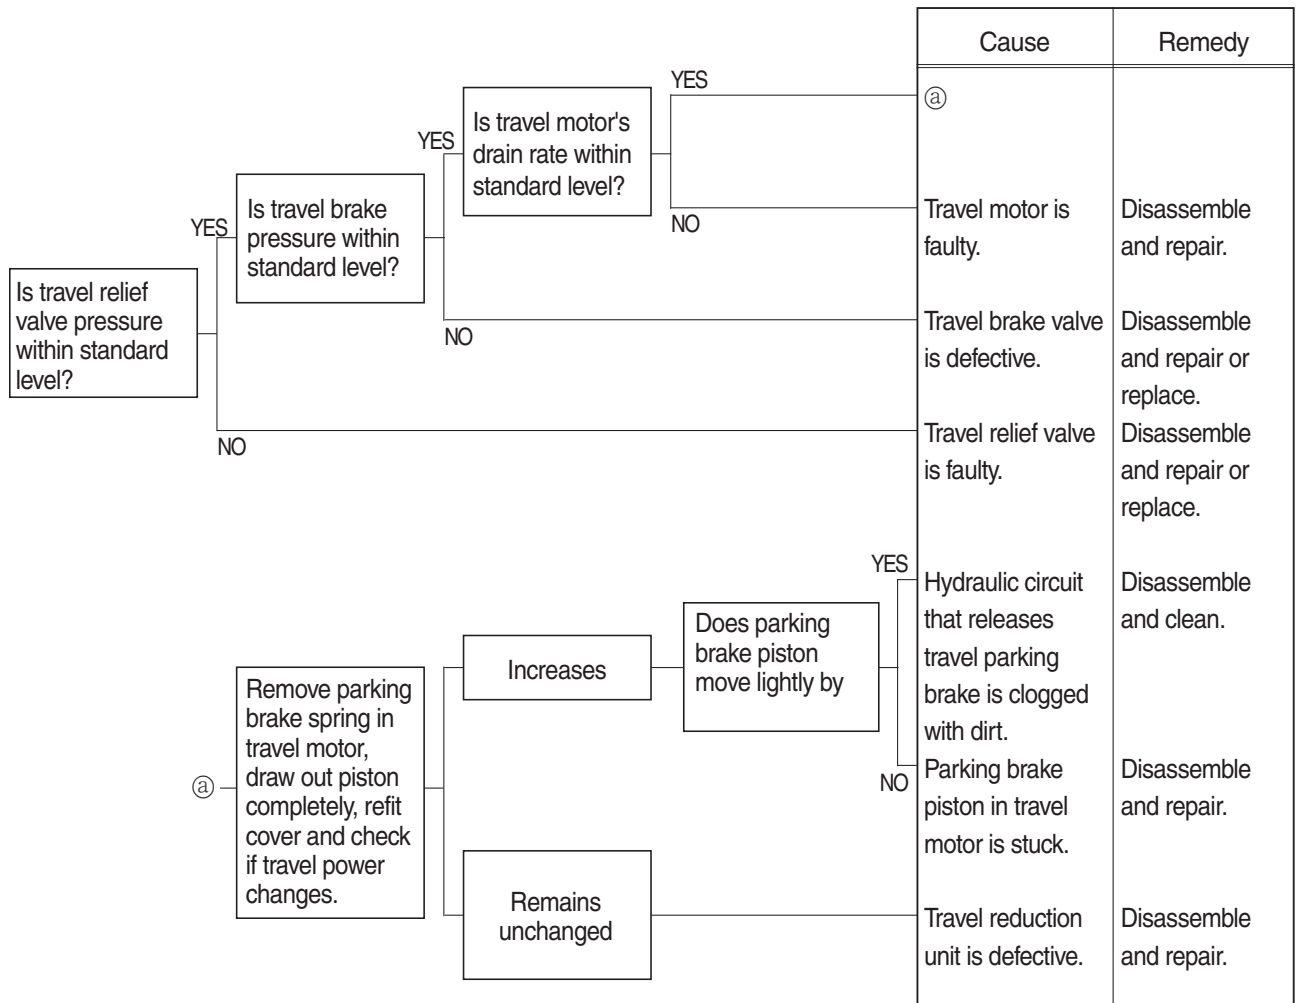 Cause
Remedy
YES
ⓐ
Is travel motor's
drain rate within
standard level?
YES
NO
Travel motor is
faulty.
Disassemble
and repair.
Is travel brake
pressure within
standard level?
YES
NO
Travel brake valve
is defective.
Disassemble
and repair or
replace.
Is travel relief
valve pressure
within standard
level?
NO
Travel relief valve
is faulty.
Disassemble
and repair or
replace.
ⓐ
Remove parking
brake spring in
travel motor,
draw out piston
completely, refit
cover and check
if travel power
changes.
Increases
Does parking
brake piston
move lightly by
YES
Hydraulic circuit
that releases
travel parking
brake is clogged
with dirt.
Disassemble
and clean.
NO
Parking brake
piston in travel
motor is stuck.
Disassemble
and repair.
Remains
unchanged
Travel reduction
unit is defective.
Disassemble
and repair.